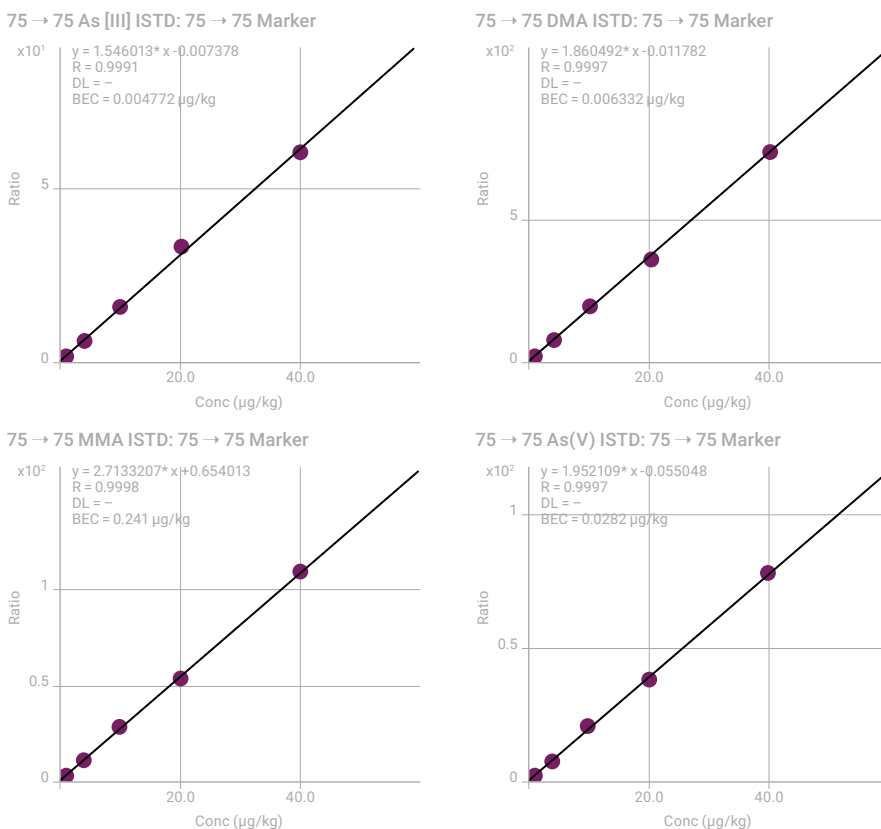 75 → 75 As [III] ISTD: 75 → 75 Marker
x10¹
y = 1.546013* x -0.007378
R = 0.9991
DL = –
BEC = 0.004772 µg/kg
Ratio
5
0
20.0
40.0
Conc (µg/kg)
75 → 75 DMA ISTD: 75 → 75 Marker
x10²
y = 1.860492* x -0.011782
R = 0.9997
DL = –
BEC = 0.006332 µg/kg
Ratio
5
0
20.0
40.0
Conc (µg/kg)
75 → 75 MMA ISTD: 75 → 75 Marker
x10²
y = 2.7133207* x +0.654013
R = 0.9998
DL = –
BEC = 0.241 µg/kg
Ratio
1
0.5
0
20.0
40.0
Conc (µg/kg)
75 → 75 As(V) ISTD: 75 → 75 Marker
x10²
y = 1.952109* x -0.055048
R = 0.9997
DL = –
BEC = 0.0282 µg/kg
Ratio
1
0.5
0
20.0
40.0
Conc (µg/kg)